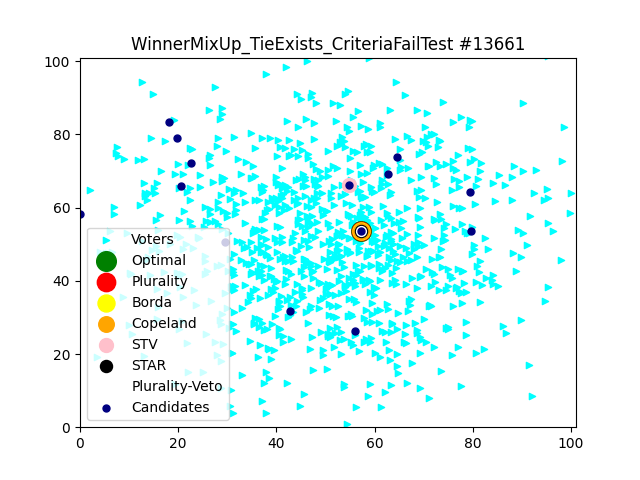 WinnerMixUp_TieExists_CriteriaFailTest #13661
100
80
60
40
20
0
0 20 40 60 80 100
Voters
Optimal
Plurality
Borda
Copeland
STV
STAR
Plurality-Veto
Candidates